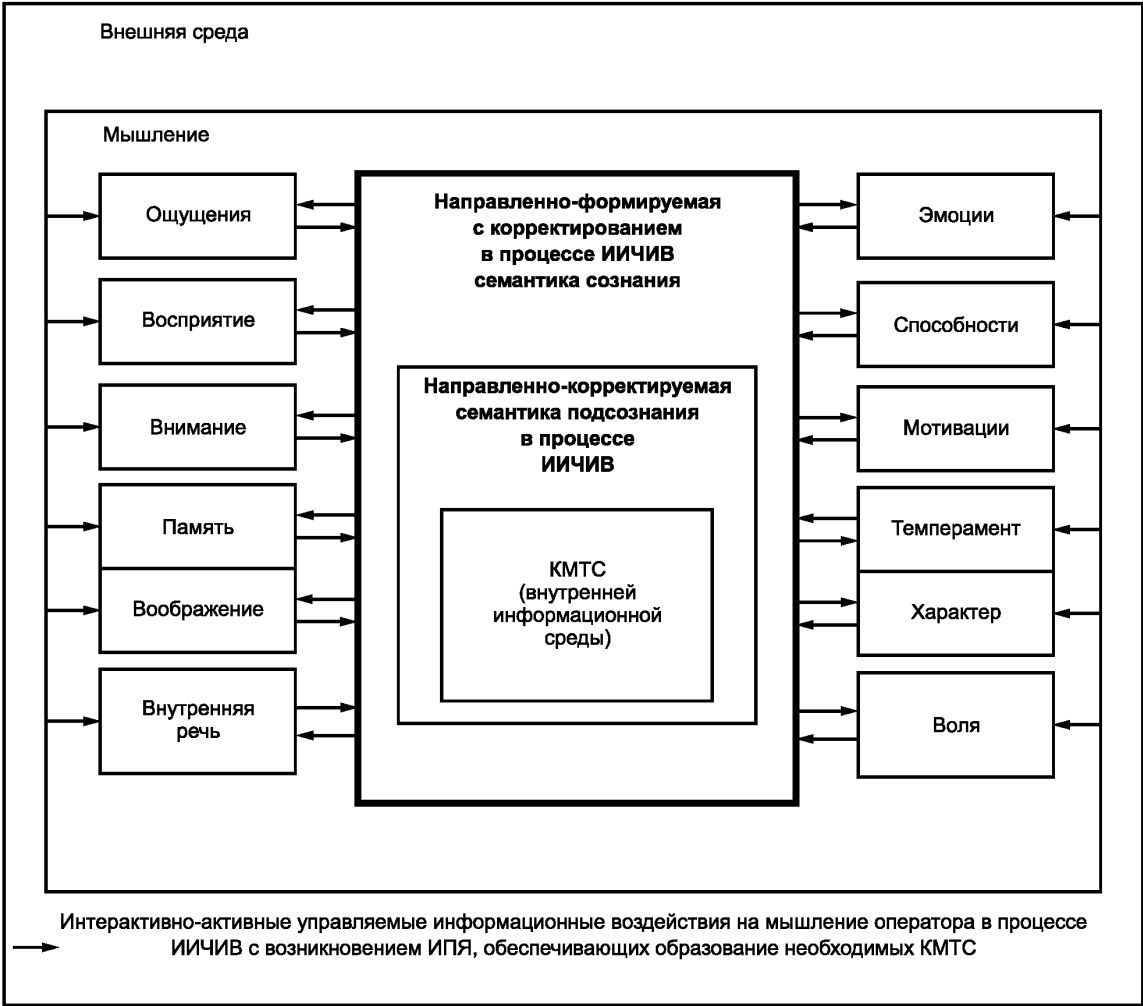 Внешняя среда
Мышление
Ощущения
Восприятие
Внимание
Память
Воображение
Внутренняя
речь
Направленно-формируемая
с корректированием
в процессе ИИЧИВ
семантика сознания
Направленно-корректируемая
семантика подсознания
в процессе
ИИЧИВ
КМТС
(внутренней
информационной
среды)
Эмоции
Способности
Мотивации
Темперамент
Характер
Воля
Интерактивно-активные управляемые информационные воздействия на мышление оператора в процессе
ИИЧИВ с возникновением ИПЯ, обеспечивающих образование необходимых КМТС